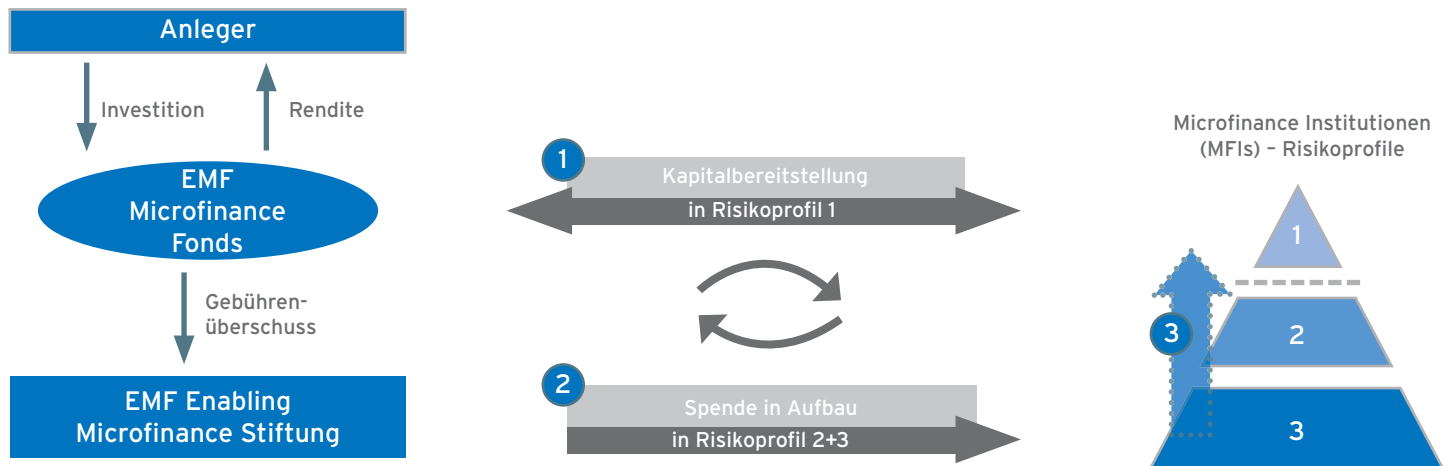 Anleger
Investition
Rendite
EMF
Microfinance
Fonds
Gebühren-
überschuss
EMF Enabling
Microfinance Stiftung
1
Kapitalbereitstellung
in Risikoprofil 1
2
Spende in Aufbau
in Risikoprofil 2+3
Microfinance Institutionen
(MFIs) – Risikoprofile
1
2
3
3